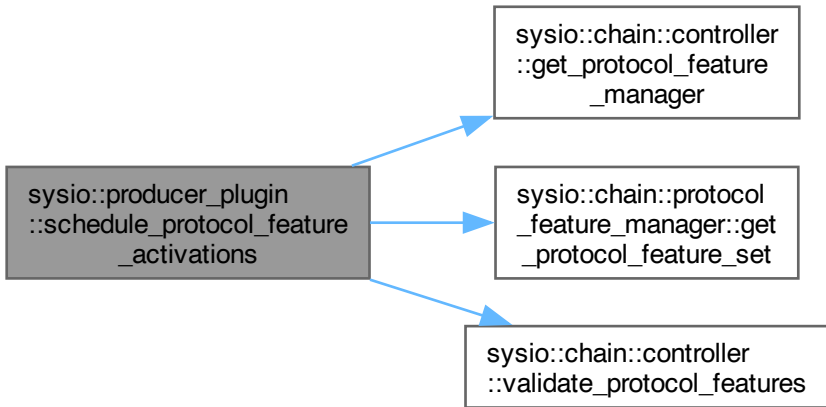 sysio::producer_plugin
::schedule_protocol_feature
_activations
sysio::chain::controller
::get_protocol_feature
_manager
sysio::chain::protocol
_feature_manager::get
_protocol_feature_set
sysio::chain::controller
::validate_protocol_features